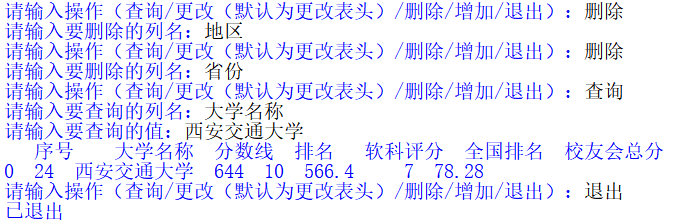 请输入操作（查询/更改（默认为更改表头）/删除/增加/退出）：删除
请输入要删除的列名：地区
请输入操作（查询/更改（默认为更改表头）/删除/增加/退出）：删除
请输入要删除的列名：省份
请输入操作（查询/更改（默认为更改表头）/删除/增加/退出）：查询
请输入要查询的列名：大学名称
请输入要查询的值：西安交通大学
序号 大学名称 分数线 排名 软科评分 全国排名 校友会总分
0 24 西安交通大学 644 10 566.4 7 78.28
请输入操作（查询/更改（默认为更改表头）/删除/增加/退出）：退出
已退出